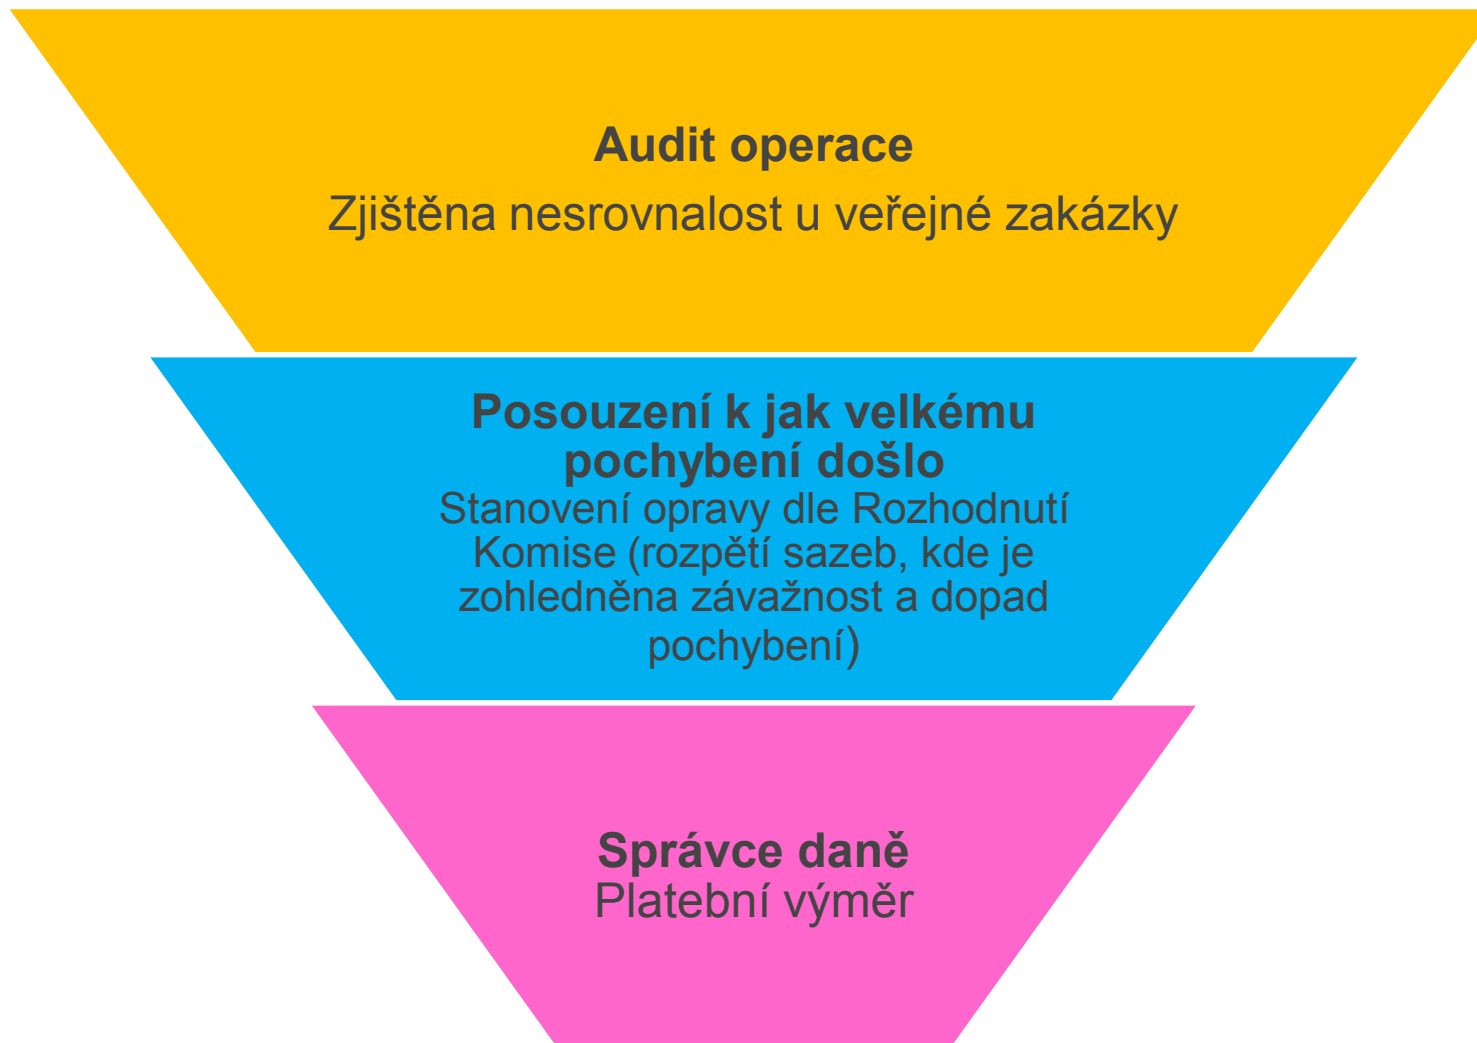 Audit operace
Zjištěna nesrovnalost u veřejné zakázky
Posouzení k jak velkému
pochybení došlo
Stanovení opravy dle Rozhodnutí
Komise (rozpětí sazeb, kde je
zohledněna závažnost a dopad
pochybení)
Správce daně
Platební výměr